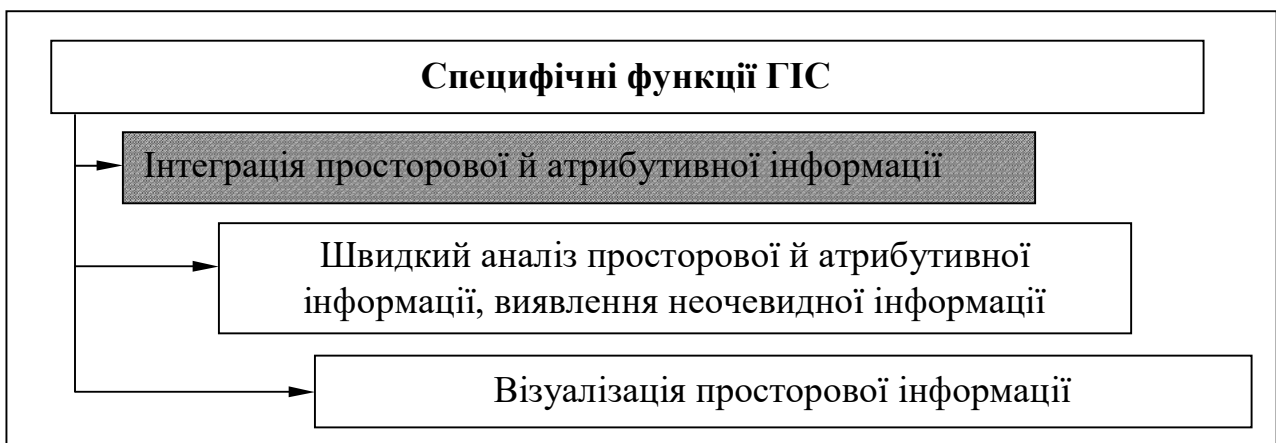 Специфічні функції ГІС
Інтеграція просторової й атрибутивної інформації
Швидкий аналіз просторової й атрибутивної
інформації, виявлення неочевидної інформації
Візуалізація просторової інформації